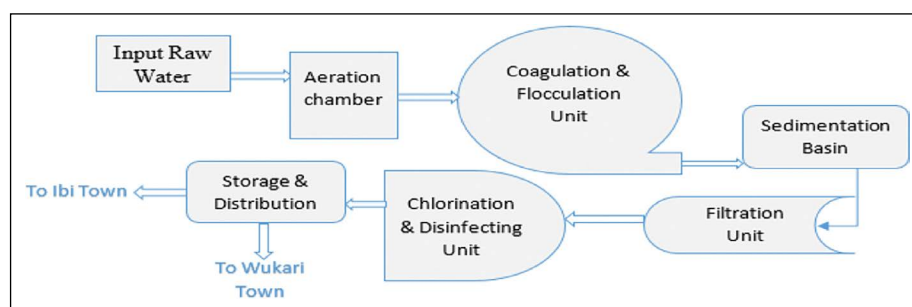 Input Raw
Water
Aeration
chamber
Coagulation &
Flocculation
Unit
Sedimentation
Basin
Filtration
Unit
Chlorination
& Disinfecting
Unit
Storage &
Distribution
To Ibi Town
To Wukari
Town